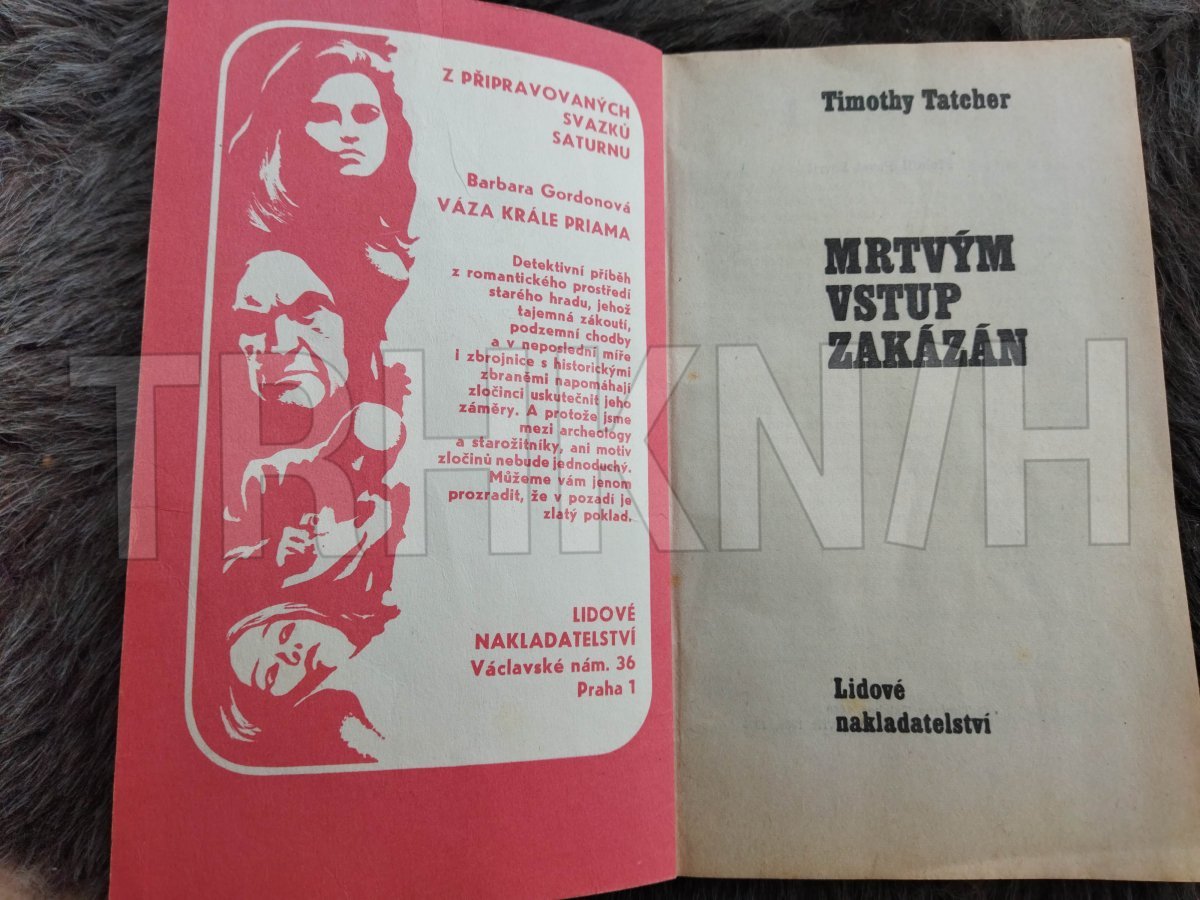 Z PŘIPRAVOVANÝCH
SVAZKŮ
SATURNU
Barbara Gordonová
VÁZA KRÁLE PRIAMA
Detektivní příběh
z romantického prostředí
starého hradu, jehož
tajemná zákoutí,
podzemní chodby
a v neposlední míře
i zbrojnice s historickými
zbraněmi napomáhají
zločinci uskutečnit jeho
záměry. A protože jsme
mezi archeology
a starožitníky, ani motiv
zločinů nebude jednoduchý.
Můžeme vám jenom
prozradit, že v pozadí je
zlatý poklad.
LIDOVÉ
NAKLADATELSTVÍ
Václavské nám. 36
Praha 1
Timothy Tatcher
MRTVÝM
VSTUP
ZAKÁZÁN
Lidové
nakladatelství
TRHKNIH